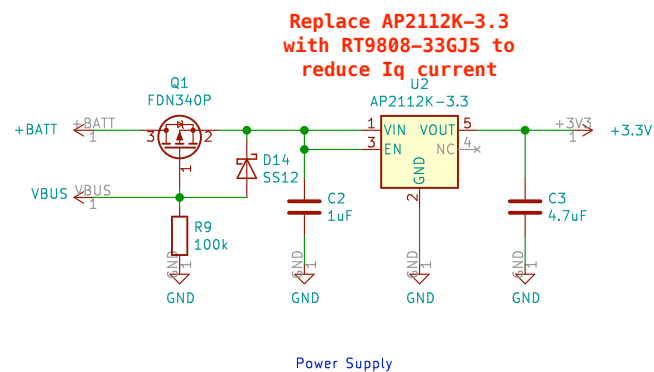 Replace AP2112K-3.3
with RT9808-33GJ5 to
reduce Iq current
Q1
FDN340P
U2
AP2112K-3.3
+BATT
+BATT
1
3
2
1
1
VIN
VOUT
5
3
EN
NC
4
GND
2
+3V3
1
+3.3V
VBUS
VBUS
1
D14
SS12
R9
100k
C2
1uF
C3
4.7uF
GND
1
GND
1
GND
1
GND
1
GND
GND
GND
GND
Power Supply